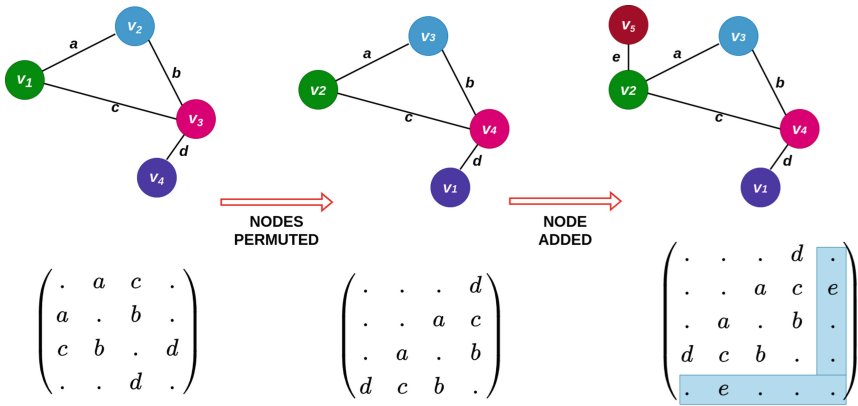 v₂ a v₁ b c v₃ d v₄
v₃ a v₂ b c v₄ d v₁
v₅ e v₃ a v₂ b c v₄ d v₁
NODES
PERMUTED
NODE
ADDED
( . a c . )
( a . b . )
( c b . d )
( . . d . )
( . . . d )
( . . a c )
( . a . b )
( d c b . )
( . . . d . )
( . . a c e )
( . a . b . )
( d c b . . )
( . e . . . )